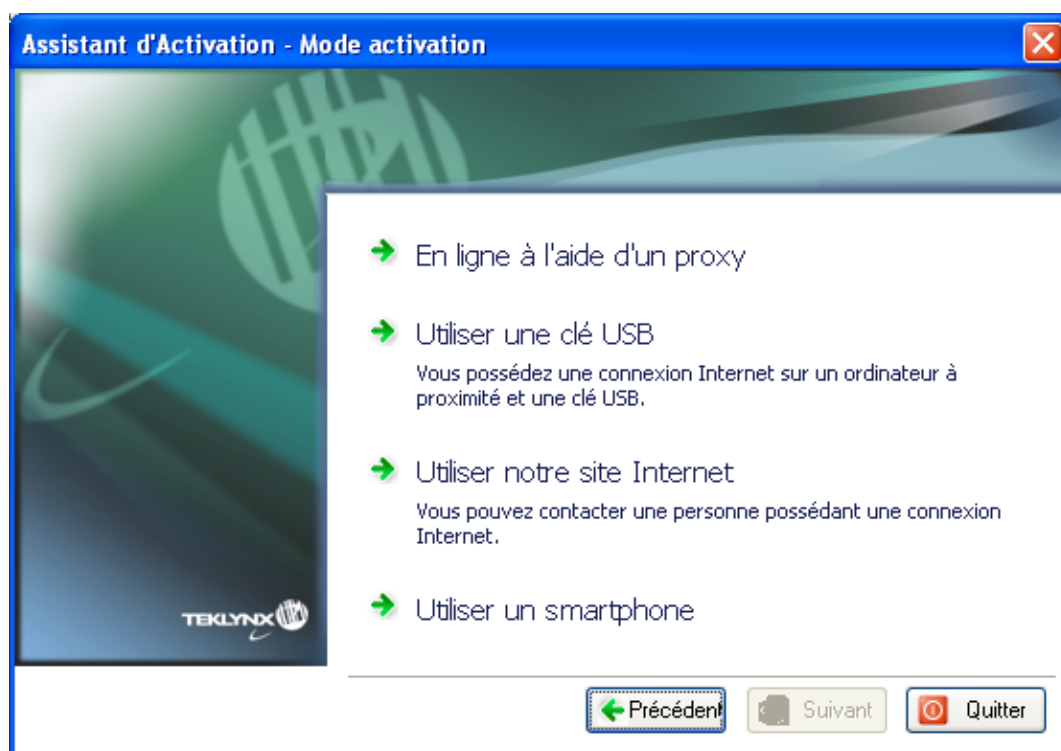 Assistant d'Activation - Mode activation
En ligne à l'aide d'un proxy
Utiliser une clé USB
Vous possédez une connexion Internet sur un ordinateur à
proximité et une clé USB.
Utiliser notre site Internet
Vous pouvez contacter une personne possédant une connexion
Internet.
Utiliser un smartphone
TEKLYNX
Précédent
Suivant
Quitter